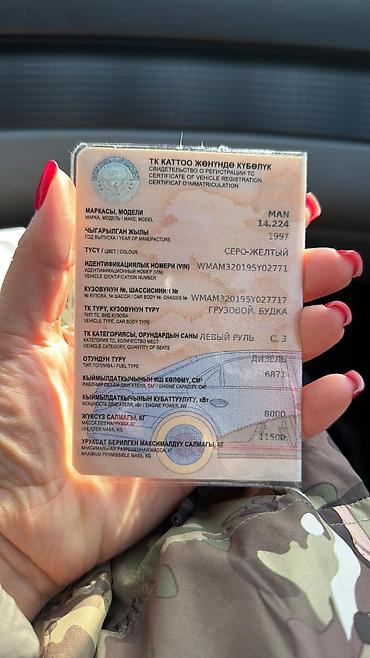 ТК КАТТОО ЖӨНҮНДӨ КҮБӨЛҮК
СВИДЕТЕЛЬСТВО О РЕГИСТРАЦИИ ТС
CERTIFICATE OF VEHICLE REGISTRATION
CERTIFICAT D'IMMATRICULATION
МАРКАСЫ, МОДЕЛИ
МАРКА, МОДЕЛЬ / MAKE, MODEL
MAN
14.224
ЧЫГАРЫЛГАН ЖЫЛЫ
ГОД ВЫПУСКА / YEAR OF MANUFACTURE
1997
ТҮСҮ / ЦВЕТ / COLOUR
СЕРО-ЖЕЛТЫЙ
ИДЕНТИФИКАЦИЯЛЫК НОМЕРИ (VIN)
ИДЕНТИФИКАЦИОННЫЙ НОМЕР (VIN)
VEHICLE IDENTIFICATION NUMBER
WMAM320195Y02771
КУЗОВУНУН №, ШАССИСИНИН №
№ КУЗОВА, № ШАССИ / CAR BODY №, CHASSIS №
WMAM320195Y027717
ТК ТҮРҮ, КУЗОВУНУН ТҮРҮ
ТИП ТС, ВИД КУЗОВА
VEHICLE TYPE, CAR BODY TYPE
ГРУЗОВОЙ, БУДКА
ТК КАТЕГОРИЯСЫ, ОРУНДАРДЫН САНЫ
КАТЕГОРИЯ ТС, КОЛИЧЕСТВО МЕСТ
VEHICLE CATEGORY, QUANTITY OF SEATS
ЛЕВЫЙ РУЛЬ C, 3
ОТУНДУН ТҮРҮ
ТИП ТОПЛИВА / FUEL TYPE
ДИЗЕЛЬ
КЫЙМЫЛДАТКЫЧЫНЫН ИШ КӨЛӨМҮ, СМ³
РАБОЧИЙ ОБЪЕМ ДВИГАТЕЛЯ, СМ³ / ENGINE CAPACITY, СМ³
6871
КЫЙМЫЛДАТКЫЧЫНЫН КУБАТТУУЛУГУ, кВт
МОЩНОСТЬ ДВИГАТЕЛЯ, кВт / ENGINE POWER, kW
ЖҮКСҮЗ САЛМАГЫ, КГ
МАССА БЕЗ НАГРУЗКИ, КГ
UNLADEN MASS, KG
8000
УРУКСАТ БЕРИЛГЕН МАКСИМАЛДУУ САЛМАГЫ, КГ
МАКСИМАЛЬНАЯ РАЗРЕШЕННАЯ МАССА, КГ
MAXIMUM PERMISSIBLE MASS, KG
11500